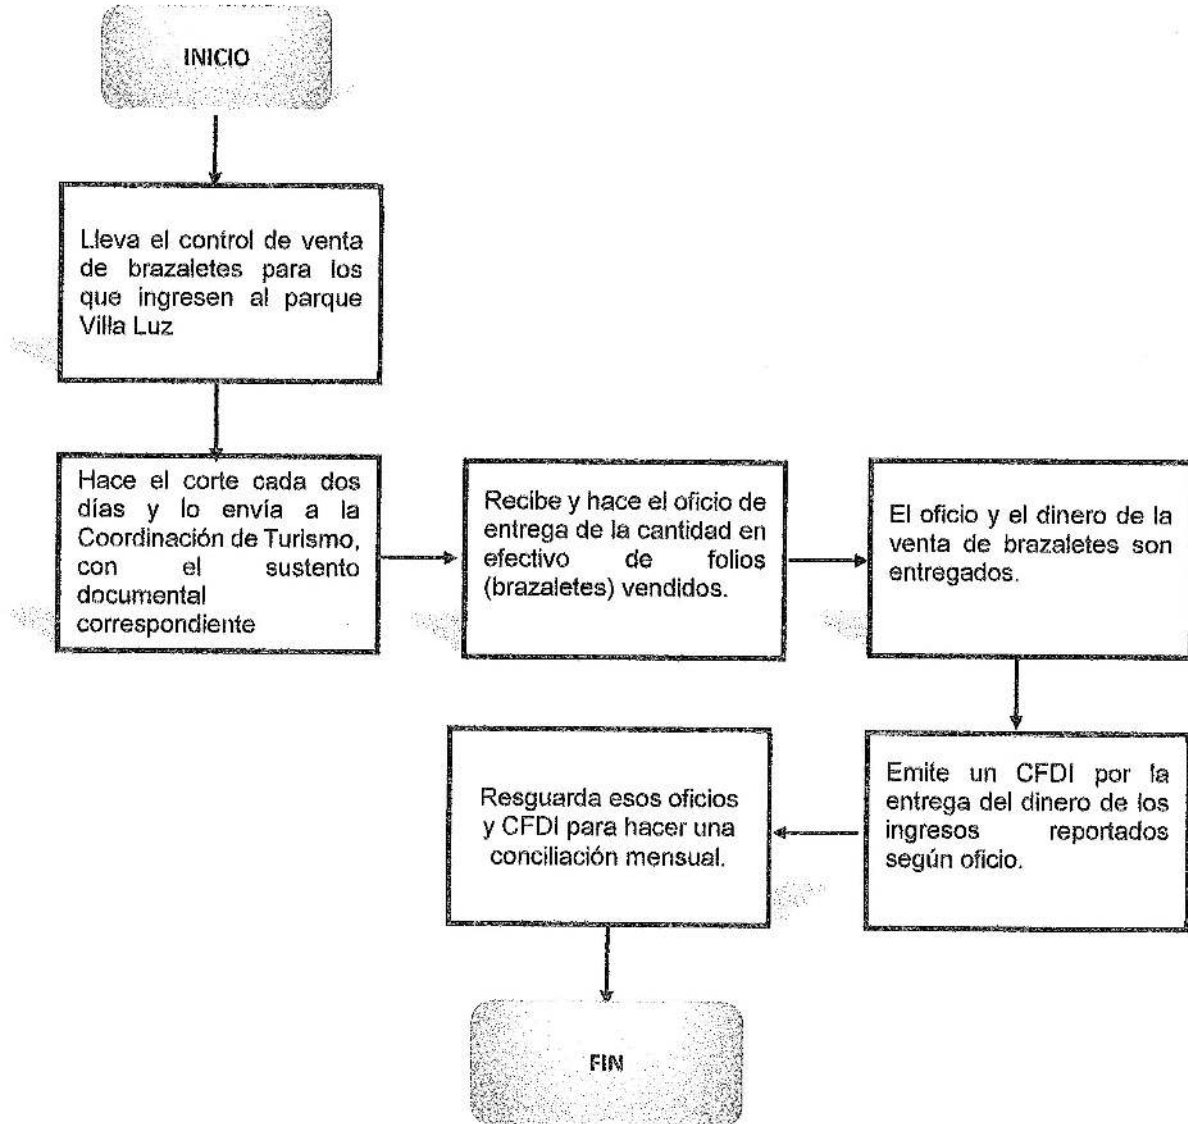 INICIO
Lleva el control de venta
de brazaletes para los
que ingresen al parque
Villa Luz
Hace el corte cada dos
días y lo envía a la
Coordinación de Turismo,
con el sustento
documental
correspondiente
Recibe y hace el oficio de
entrega de la cantidad en
efectivo de folios
(brazaletes) vendidos.
El oficio y el dinero de la
venta de brazaletes son
entregados.
Emite un CFDI por la
entrega del dinero de los
ingresos reportados
según oficio.
Resguarda esos oficios
y CFDI para hacer una
conciliación mensual.
FIN